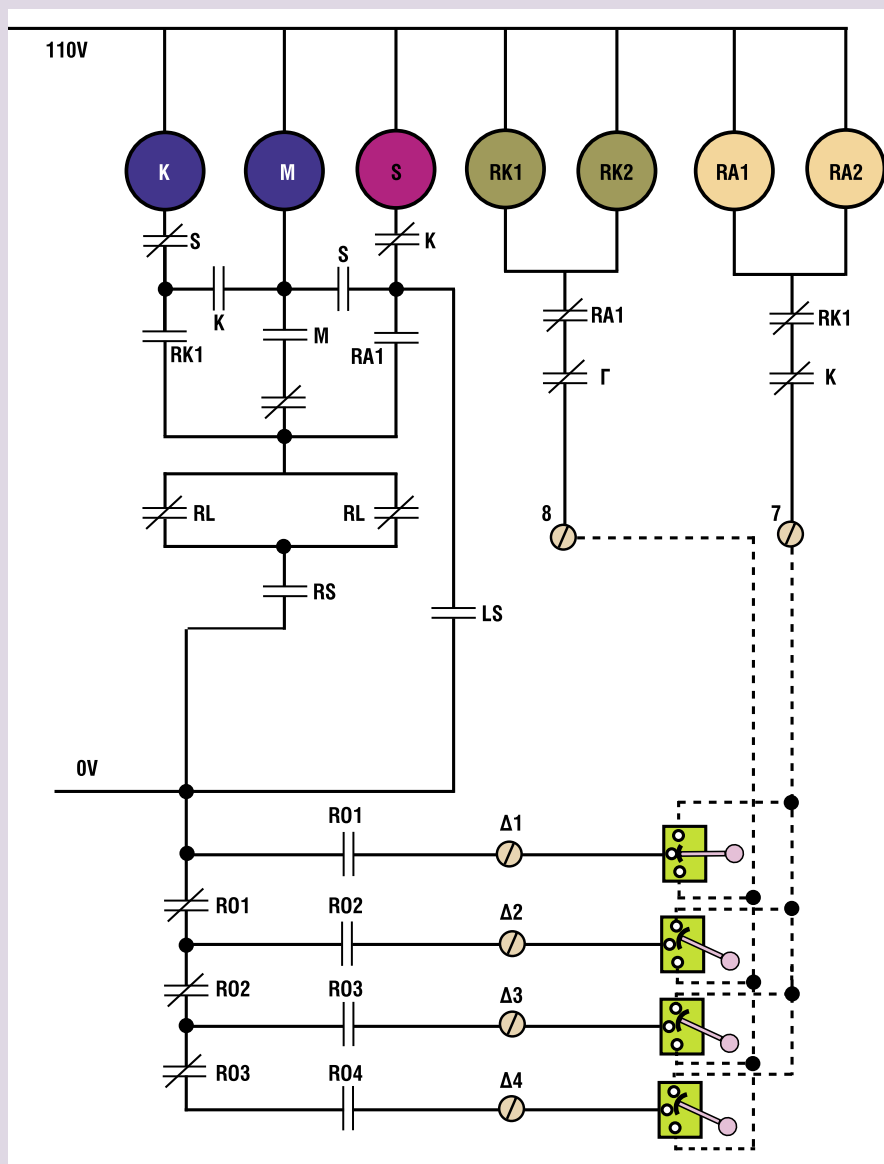 110V
K M S RK1 RK2 RA1 RA2
S K
S
K
RK1 M RA1
RA1 RK1
Γ K
RL RL
8 7
RS
LS
0V
RO1 Δ1
RO1 RO2 Δ2
RO2 RO3 Δ3
RO3 RO4 Δ4